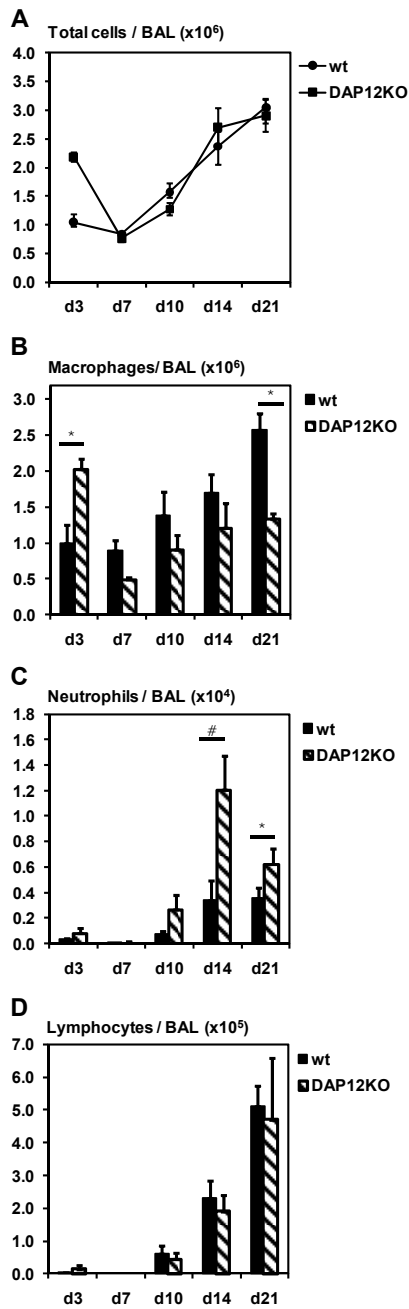 A
Total cells / BAL (x10⁶)
3.5
3.0
2.5
2.0
1.5
1.0
0.5
0.0
d3 d7 d10 d14 d21
wt
DAP12KO
B
Macrophages/ BAL (x10⁶)
3.0
2.5
2.0
1.5
1.0
0.5
0.0
* *
d3 d7 d10 d14 d21
wt
DAP12KO
C
Neutrophils / BAL (x10⁴)
1.8
1.6
1.4
1.2
1.0
0.8
0.6
0.4
0.2
0.0
# *
d3 d7 d10 d14 d21
wt
DAP12KO
D
Lymphocytes / BAL (x10⁵)
7.0
6.0
5.0
4.0
3.0
2.0
1.0
0.0
d3 d7 d10 d14 d21
wt
DAP12KO